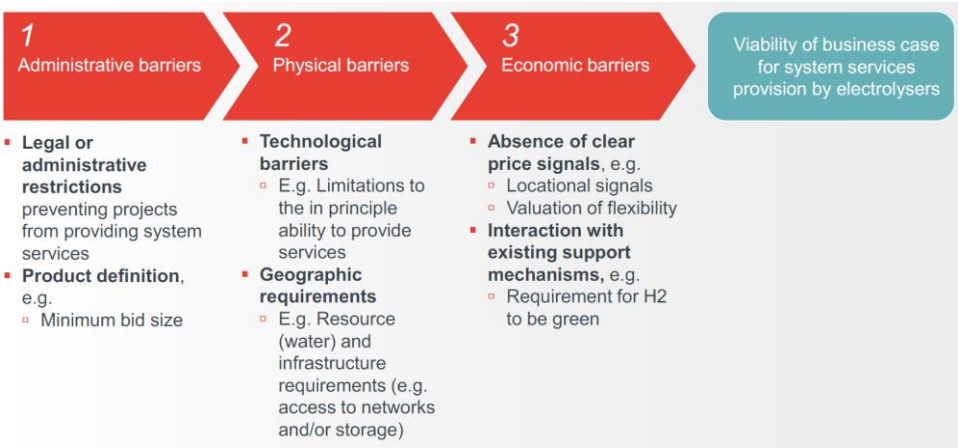 1
Administrative barriers
2
Physical barriers
3
Economic barriers
Viability of business case
for system services
provision by electrolysers
Legal or
administrative
restrictions
preventing projects
from providing system
services
Product definition,
e.g.
Minimum bid size
Technological
barriers
E.g. Limitations to
the in principle
ability to provide
services
Geographic
requirements
E.g. Resource
(water) and
infrastructure
requirements (e.g.
access to networks
and/or storage)
Absence of clear
price signals, e.g.
Locational signals
Valuation of flexibility
Interaction with
existing support
mechanisms, e.g.
Requirement for H2
to be green